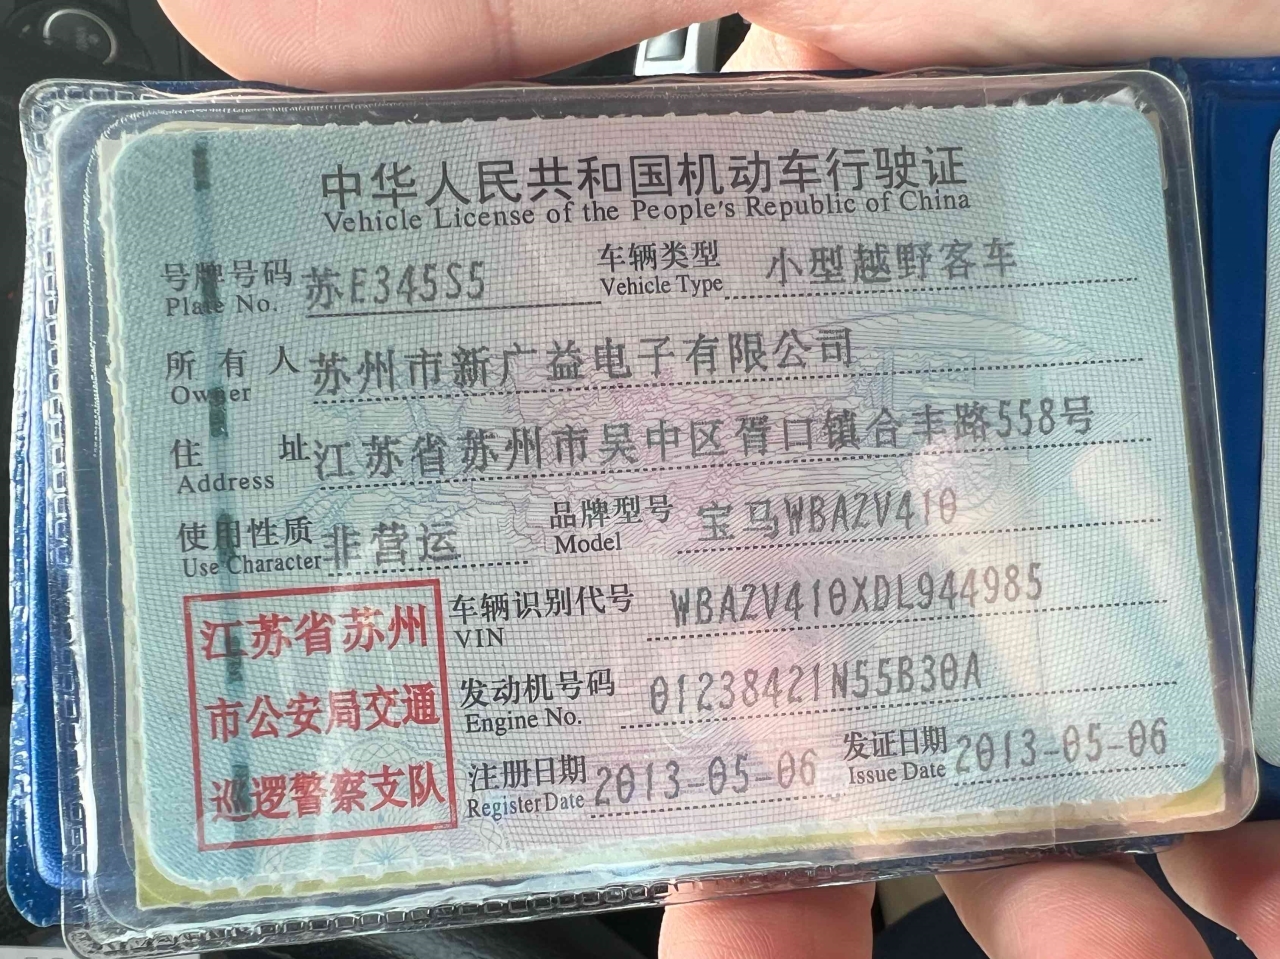 中华人民共和国机动车行驶证
Vehicle License of the People's Republic of China
号牌号码 苏E345S5 车辆类型 小型越野客车
Plate No. Vehicle Type
所有人 苏州市新广益电子有限公司
Owner
住址 江苏省苏州市吴中区胥口镇合丰路558号
Address
使用性质 非营运 品牌型号 宝马WBAZV410
Use Character Model
江苏省苏州
市公安局交通
巡逻警察支队
车辆识别代号 WBAZV410XDL944985
VIN
发动机号码 01238421N55B30A
Engine No.
注册日期 2013-05-06 发证日期 2013-05-06
Register Date Issue Date